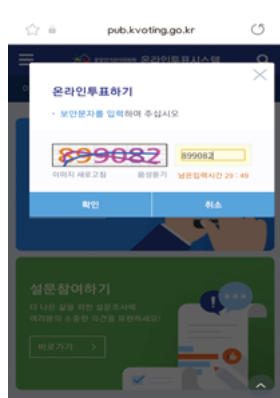 pub.kvoting.go.kr
온라인투표시스템
온라인투표하기
· 보안문자를 입력하여 주십시오
899082 899082
이미지 새로고침 음성듣기 남은입력시간 29 : 49
확인 취소
설문참여하기
더 나은 삶을 위한 설문조사에
여러분의 소중한 의견을 표현하세요!
바로가기 >